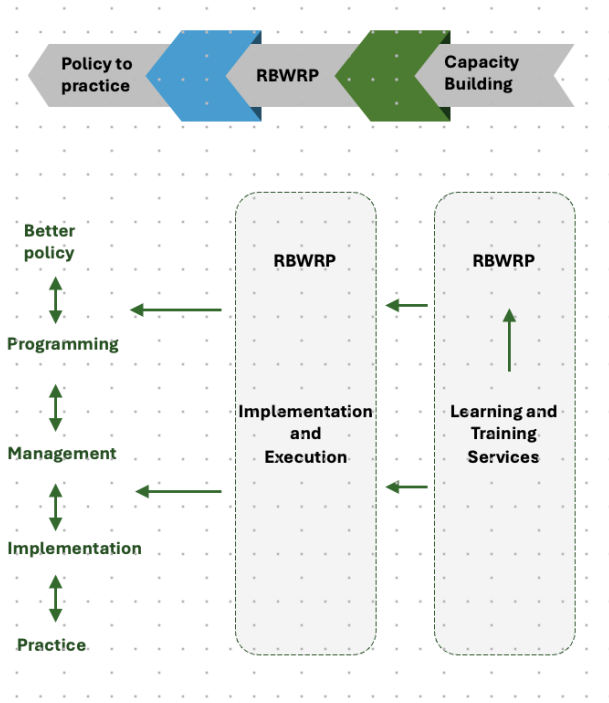 Policy to
practice
RBWRP
Capacity
Building
Better
policy
Programming
Management
Implementation
Practice
RBWRP
Implementation
and
Execution
RBWRP
Learning and
Training
Services